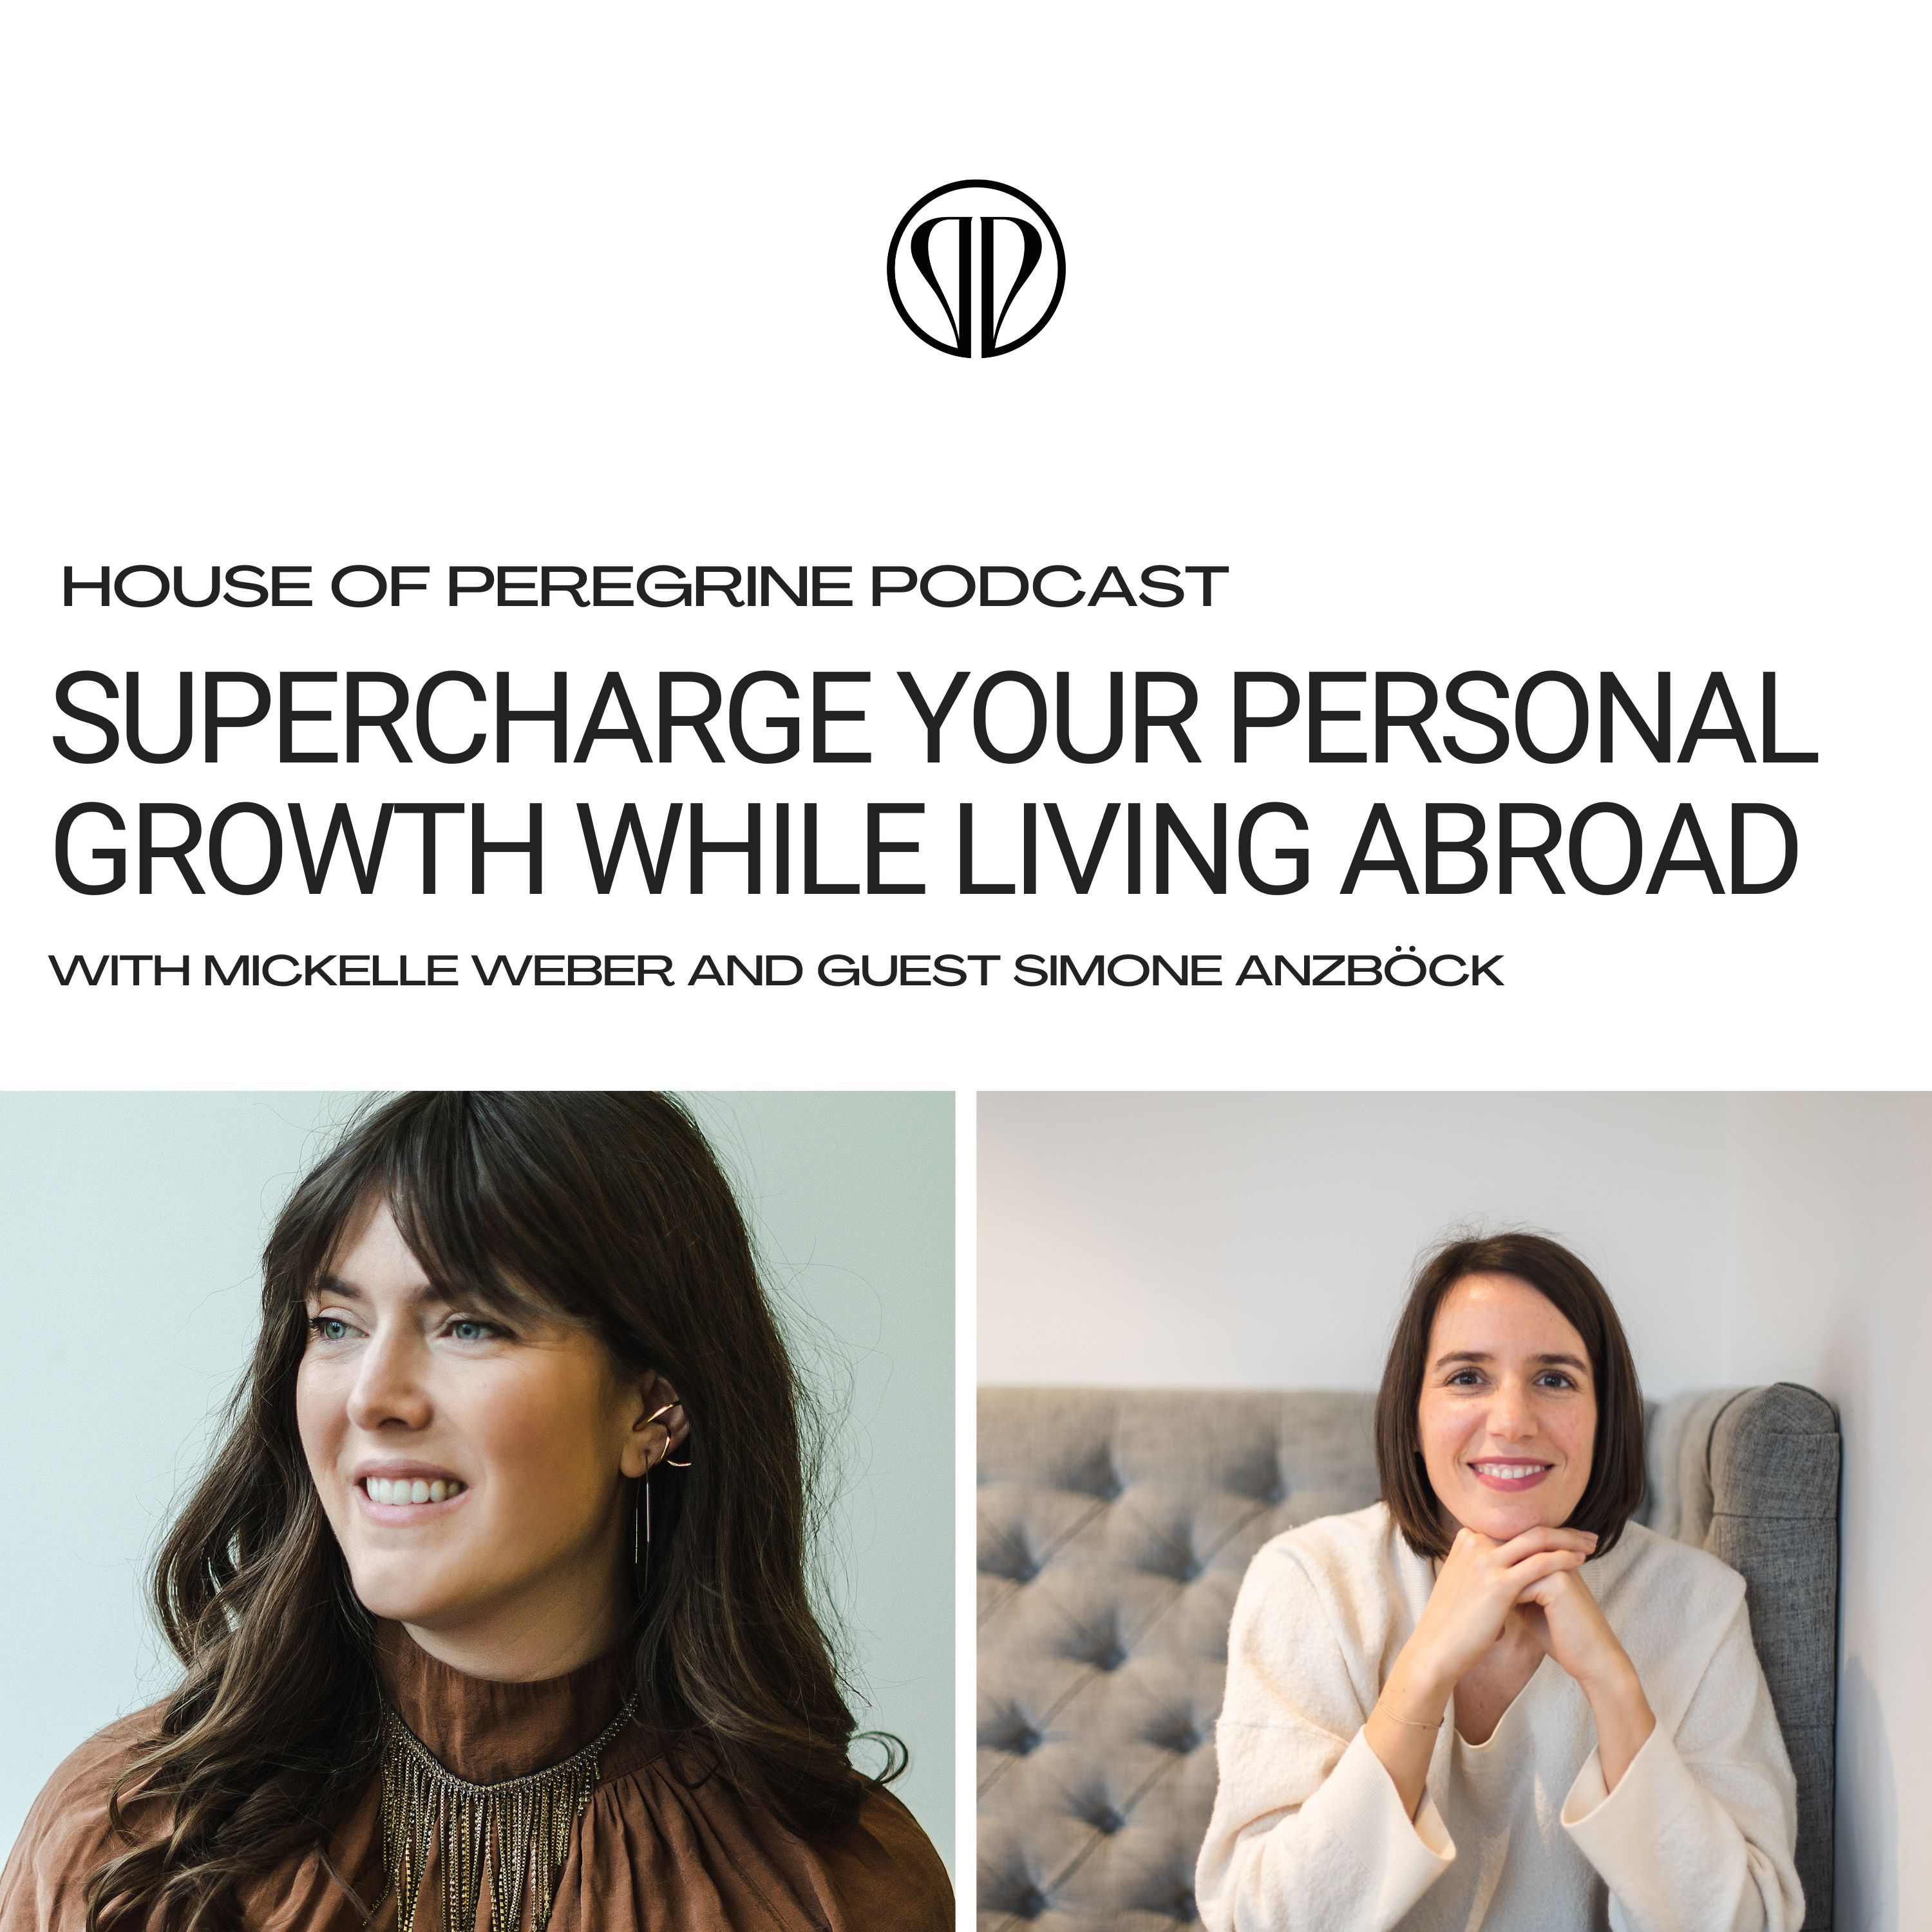 HOUSE OF PEREGRINE PODCAST
SUPERCHARGE YOUR PERSONAL
GROWTH WHILE LIVING ABROAD
WITH MICKELLE WEBER AND GUEST SIMONE ANZBÖCK